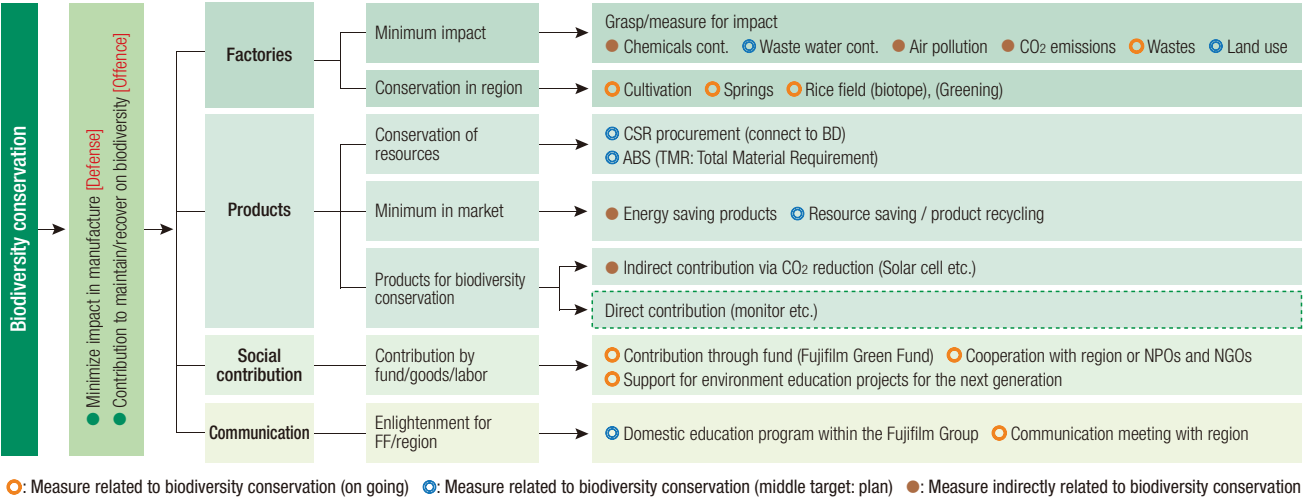 Biodiversity conservation
● Minimize impact in manufacture [Defense]
● Contribution to maintain/recover on biodiversity [Offence]
Factories
Minimum impact
Grasp/measure for impact
● Chemicals cont. ◎ Waste water cont. ● Air pollution ● CO2 emissions ○ Wastes ◎ Land use
Conservation in region
○ Cultivation ○ Springs ○ Rice field (biotope), (Greening)
Products
Conservation of
resources
◎ CSR procurement (connect to BD)
◎ ABS (TMR: Total Material Requirement)
Minimum in market
● Energy saving products ◎ Resource saving / product recycling
Products for biodiversity
conservation
● Indirect contribution via CO2 reduction (Solar cell etc.)
Direct contribution (monitor etc.)
Social
contribution
Contribution by
fund/goods/labor
○ Contribution through fund (Fujifilm Green Fund) ○ Cooperation with region or NPOs and NGOs
○ Support for environment education projects for the next generation
Communication
Enlightenment for
FF/region
◎ Domestic education program within the Fujifilm Group ○ Communication meeting with region
○: Measure related to biodiversity conservation (on going) ◎: Measure related to biodiversity conservation (middle target: plan) ●: Measure indirectly related to biodiversity conservation